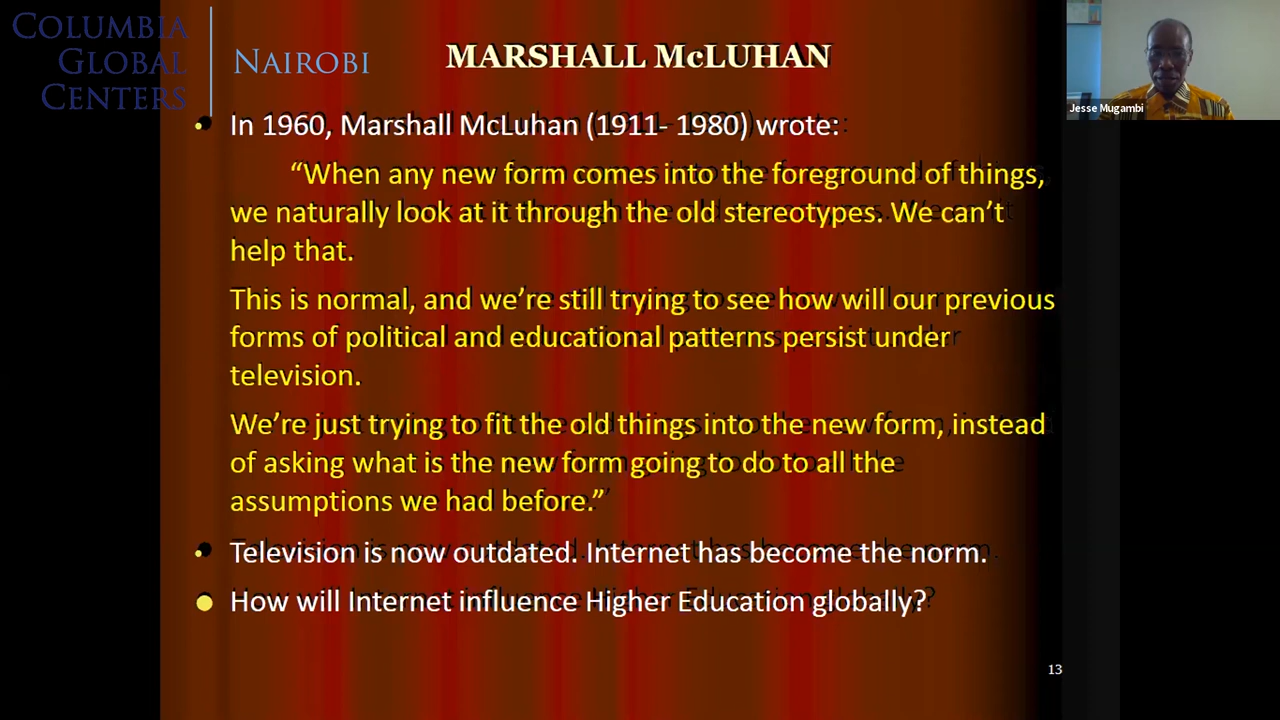 COLUMBIA
GLOBAL
CENTERS
NAIROBI
MARSHALL McLUHAN
Jesse Mugambi
• In 1960, Marshall McLuhan (1911- 1980) wrote:
“When any new form comes into the foreground of things,
we naturally look at it through the old stereotypes. We can’t
help that.
This is normal, and we’re still trying to see how will our previous
forms of political and educational patterns persist under
television.
We’re just trying to fit the old things into the new form, instead
of asking what is the new form going to do to all the
assumptions we had before.”
• Television is now outdated. Internet has become the norm.
• How will Internet influence Higher Education globally?
13